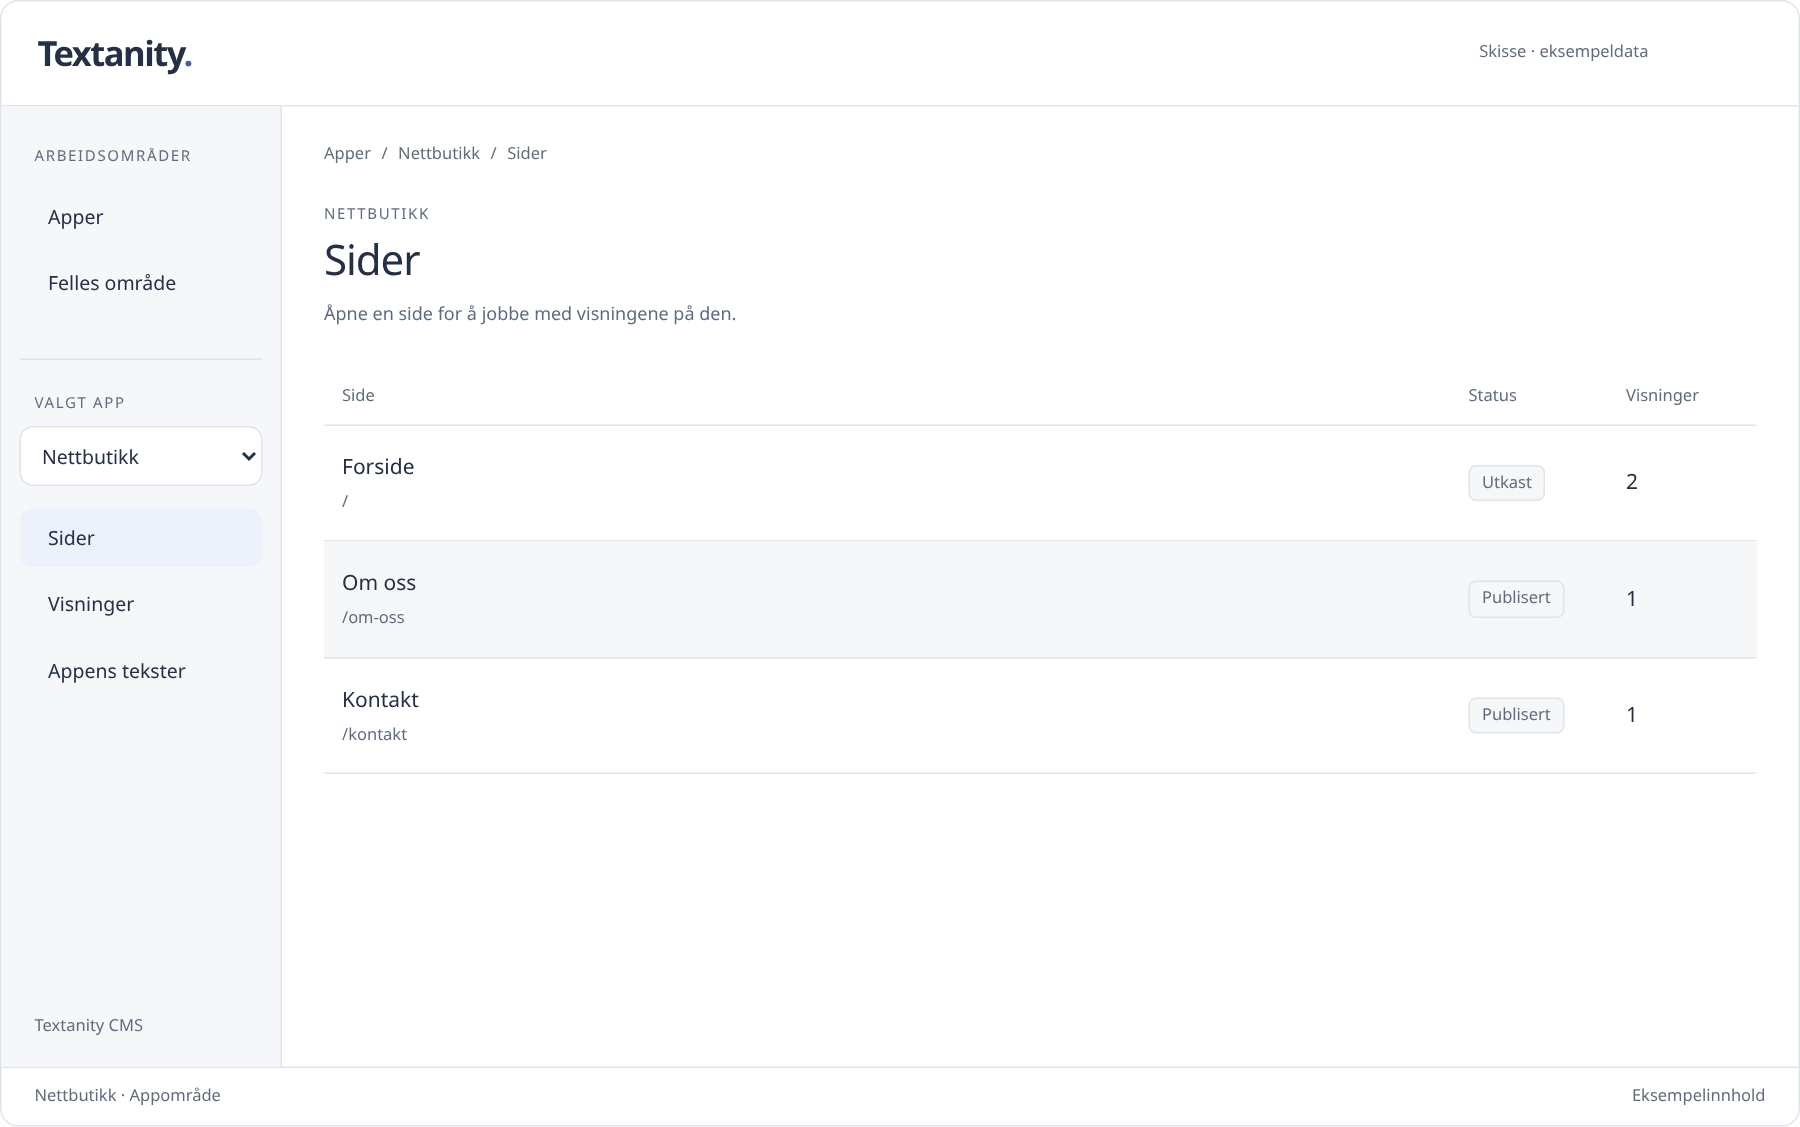 Textanity.
Skisse · eksempeldata
ARBEIDSOMRÅDER
Apper
Felles område
VALGT APP
Nettbutikk
Sider
Visninger
Appens tekster
Textanity CMS
Apper / Nettbutikk / Sider
NETTBUTIKK
Sider
Åpne en side for å jobbe med visningene på den.
Side Status Visninger
Forside
/
Utkast 2
Om oss
/om-oss
Publisert 1
Kontakt
/kontakt
Publisert 1
Nettbutikk · Appområde
Eksempelinnhold